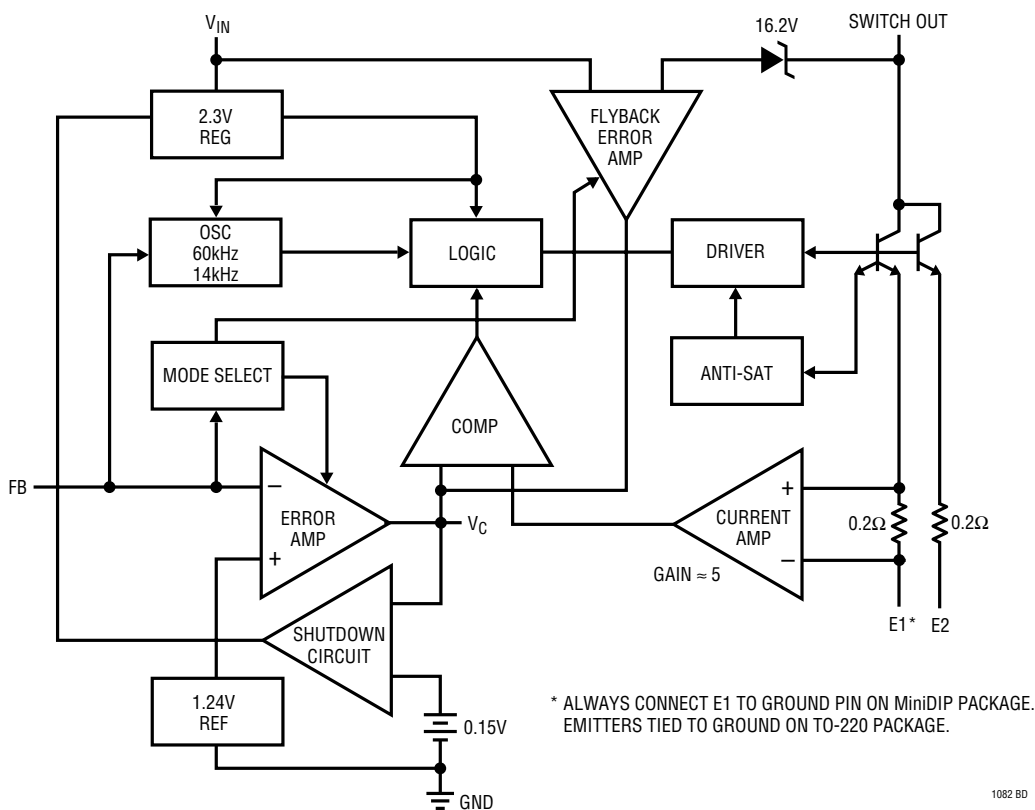 V_IN
16.2V
SWITCH OUT
2.3V
REG
FLYBACK
ERROR
AMP
OSC
60kHz
14kHz
LOGIC
DRIVER
MODE SELECT
ANTI-SAT
COMP
FB
−
ERROR
AMP
+
V_C
+
CURRENT
AMP
−
GAIN ≈ 5
0.2Ω
0.2Ω
E1*
E2
SHUTDOWN
CIRCUIT
1.24V
REF
0.15V
GND
* ALWAYS CONNECT E1 TO GROUND PIN ON MiniDIP PACKAGE.
EMITTERS TIED TO GROUND ON TO-220 PACKAGE.
1082 BD